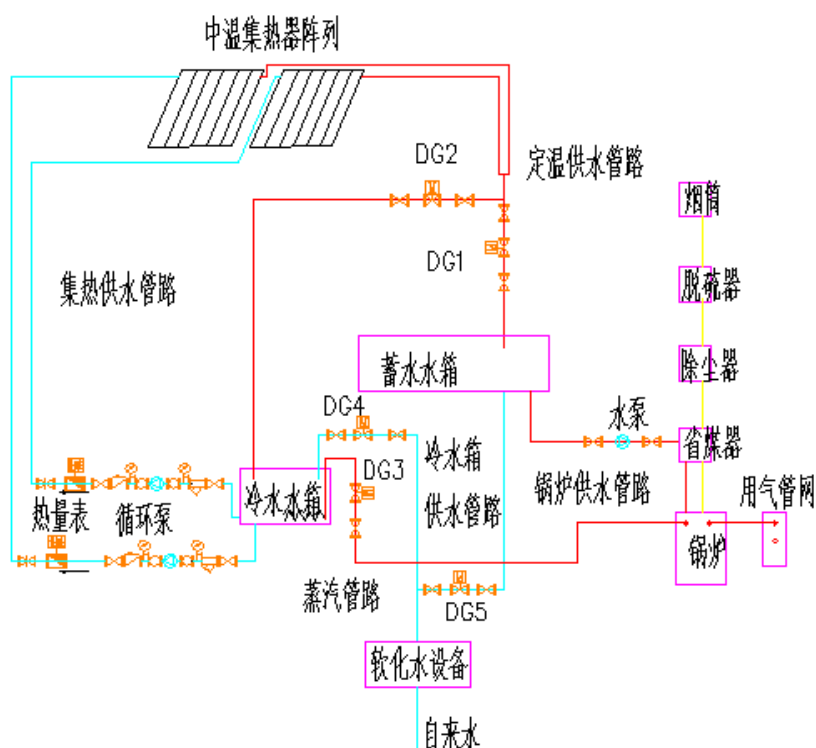 中温集热器阵列
DG2
定温供水管路
烟筒
DG1
集热供水管路
脱硫器
蓄水水箱
除尘器
DG4
水泵
冷水箱
供水管路
省煤器
DG3
热量表
循环泵
冷水水箱
锅炉供水管路
用气管网
锅炉
蒸汽管路
DG5
软化水设备
自来水